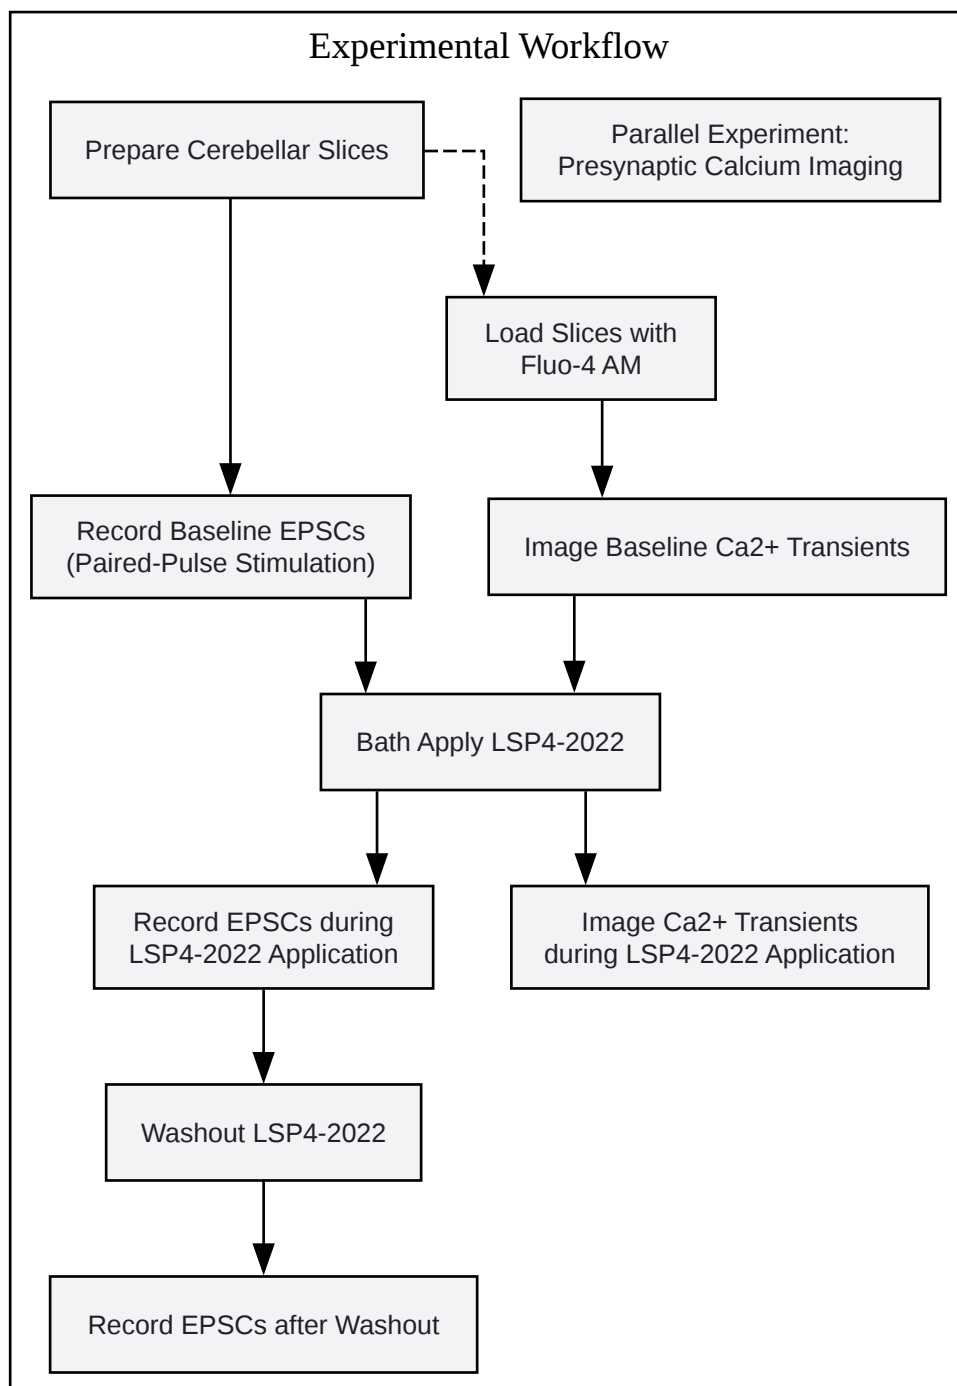 Experimental Workflow
Prepare Cerebellar Slices
Parallel Experiment:
Presynaptic Calcium Imaging
Load Slices with
Fluo-4 AM
Record Baseline EPSCs
(Paired-Pulse Stimulation)
Image Baseline Ca2+ Transients
Bath Apply LSP4-2022
Record EPSCs during
LSP4-2022 Application
Image Ca2+ Transients
during LSP4-2022 Application
Washout LSP4-2022
Record EPSCs after Washout